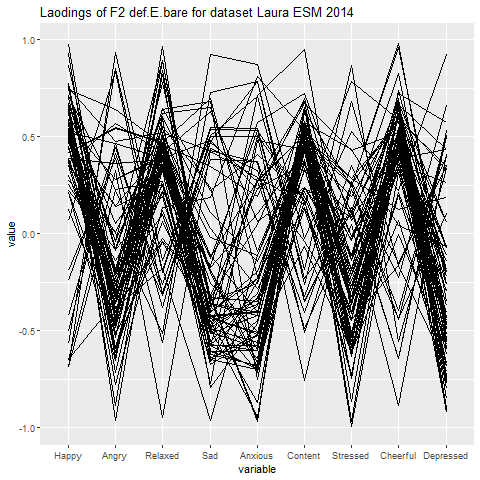 Laodings of F2 def.E.bare for dataset Laura ESM 2014
1.0
0.5
0.0
-0.5
-1.0
value
Happy Angry Relaxed Sad Anxious Content Stressed Cheerful Depressed
variable